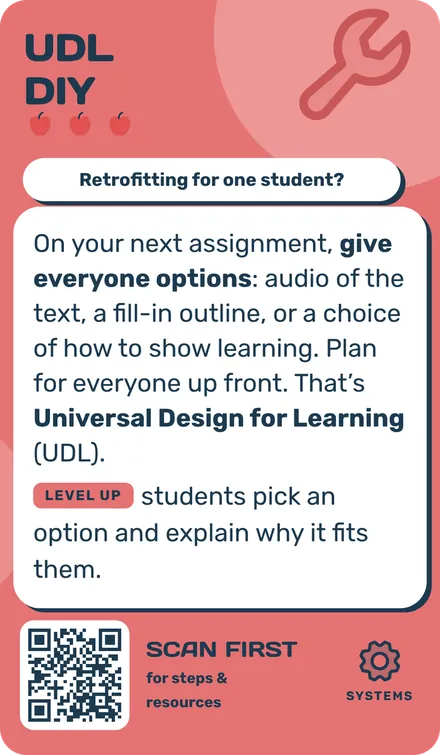 UDL
DIY
Retrofitting for one student?
On your next assignment, give
everyone options: audio of the
text, a fill-in outline, or a choice
of how to show learning. Plan
for everyone up front. That’s
Universal Design for Learning
(UDL).
LEVEL UP students pick an
option and explain why it fits
them.
SCAN FIRST
for steps &
resources
SYSTEMS